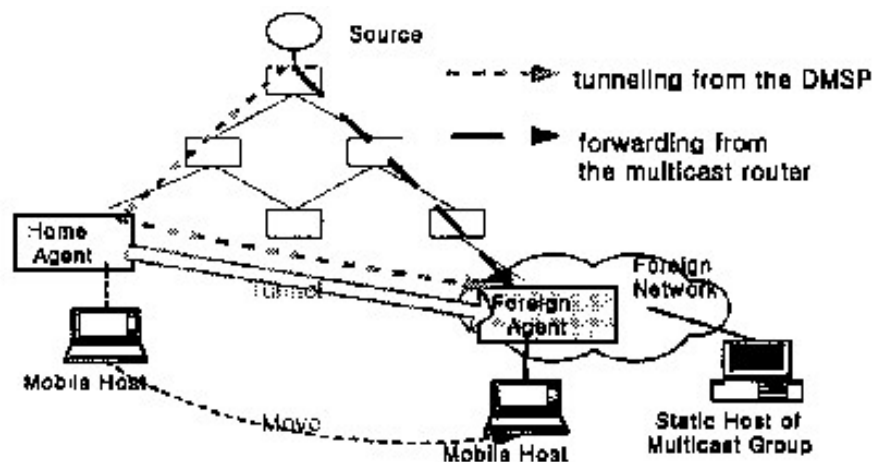 Source
tunneling from the DMSP
forwarding from
the multicast router
Home
Agent
Tunnel
Foreign
Network
Foreign
Agent
Mobile Host
Move
Mobile Host
Static Host of
Multicast Group